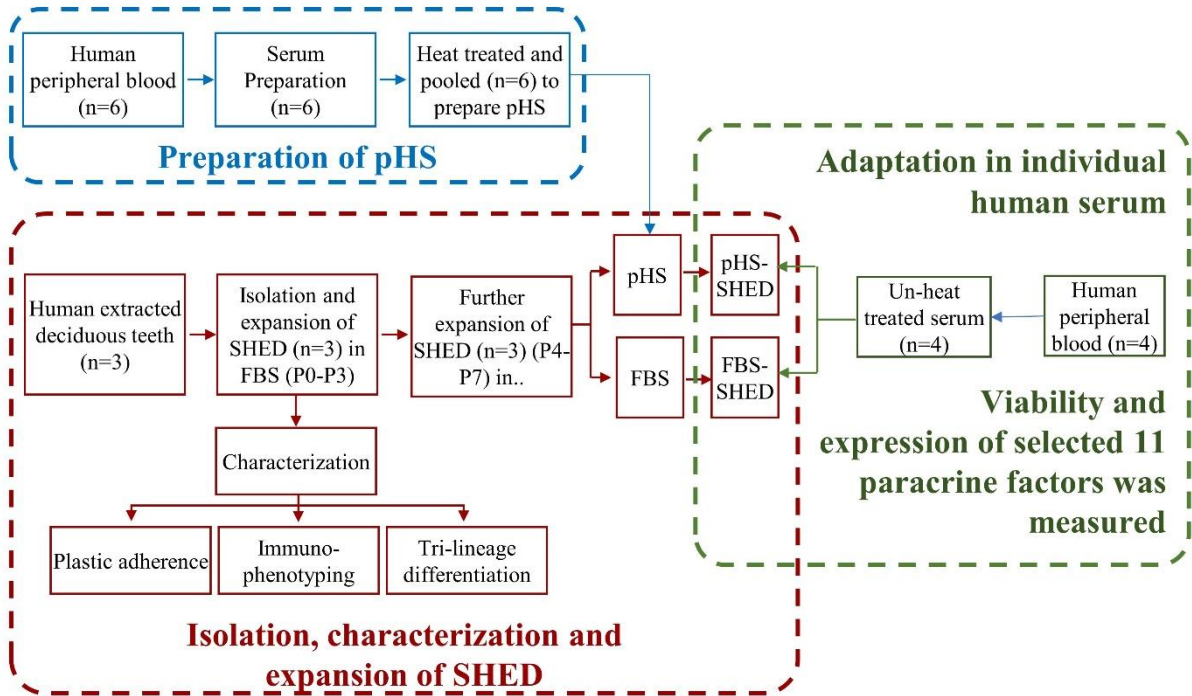 Human
peripheral blood
(n=6)
Serum
Preparation
(n=6)
Heat treated and
pooled (n=6) to
prepare pHS
Preparation of pHS
Adaptation in individual
human serum
Human extracted
deciduous teeth
(n=3)
Isolation and
expansion of
SHED (n=3) in
FBS (P0-P3)
Further
expansion of
SHED (n=3) (P4-
P7) in..
pHS
pHS-
SHED
FBS
FBS-
SHED
Un-heat
treated serum
(n=4)
Human
peripheral
blood (n=4)
Characterization
Plastic adherence
Immuno-
phenotyping
Tri-lineage
differentiation
Viability and
expression of selected 11
paracrine factors was
measured
Isolation, characterization and
expansion of SHED